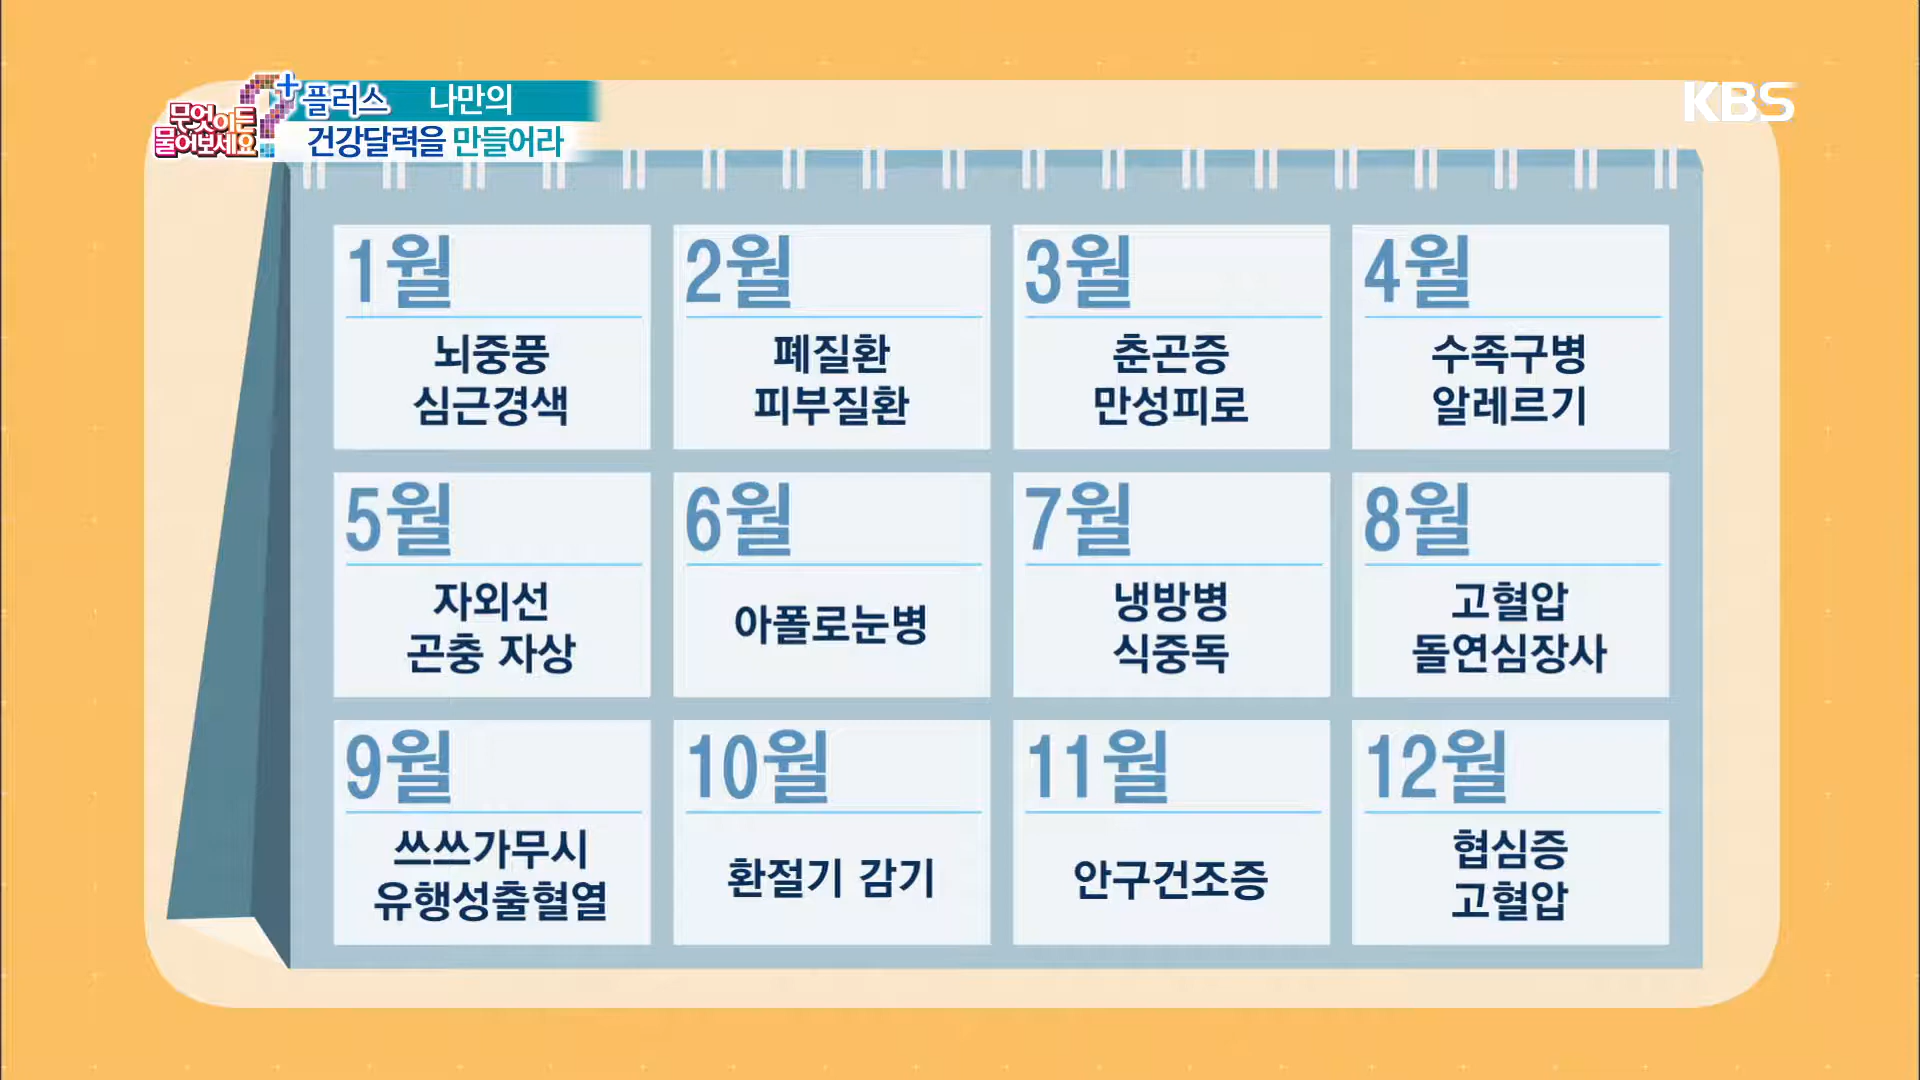 무엇이든
물어보세요
플러스 나만의
건강달력을 만들어라
KBS
1월
뇌중풍
심근경색
2월
폐질환
피부질환
3월
춘곤증
만성피로
4월
수족구병
알레르기
5월
자외선
곤충 자상
6월
아폴로눈병
7월
냉방병
식중독
8월
고혈압
돌연심장사
9월
쯔쯔가무시
유행성출혈열
10월
환절기 감기
11월
안구건조증
12월
협심증
고혈압